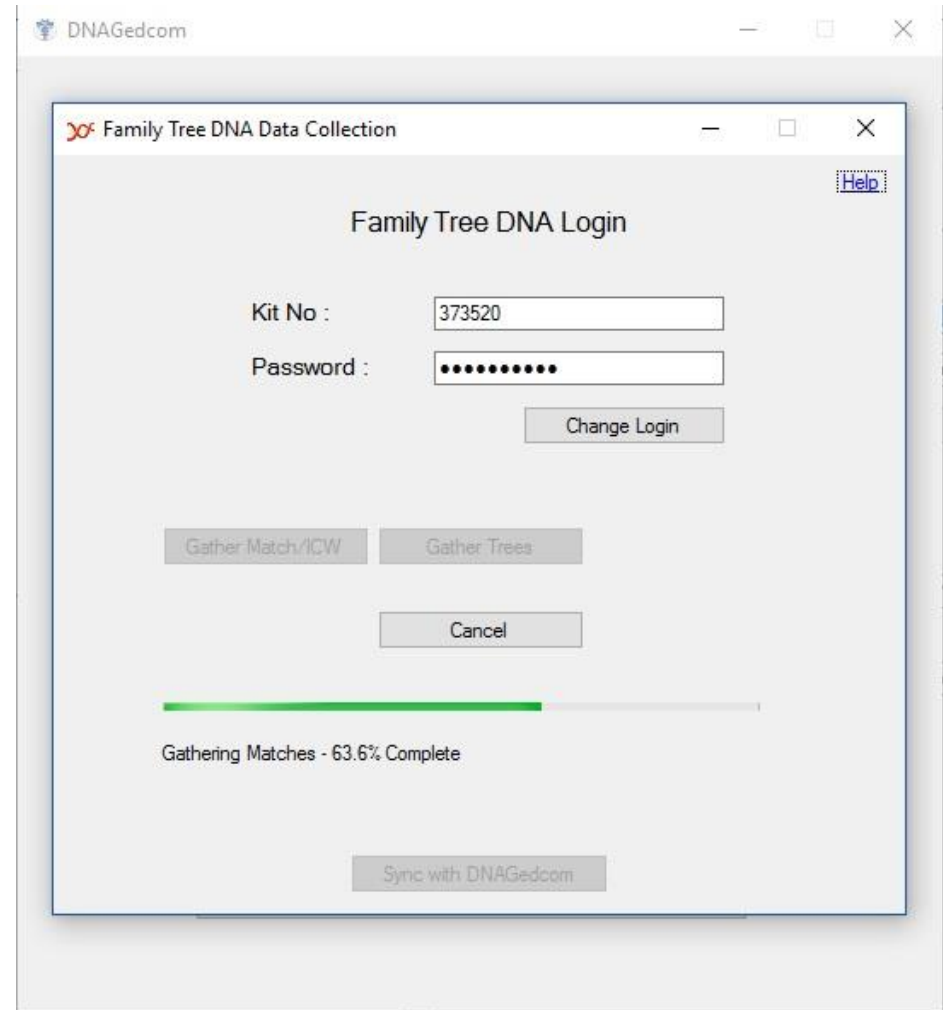 DNAGedcom
Family Tree DNA Data Collection
Help
Family Tree DNA Login
Kit No : 373520
Password : ●●●●●●●●●●
Change Login
Gather Match/ICW Gather Trees
Cancel
Gathering Matches - 63.6% Complete
Sync with DNAGedcom